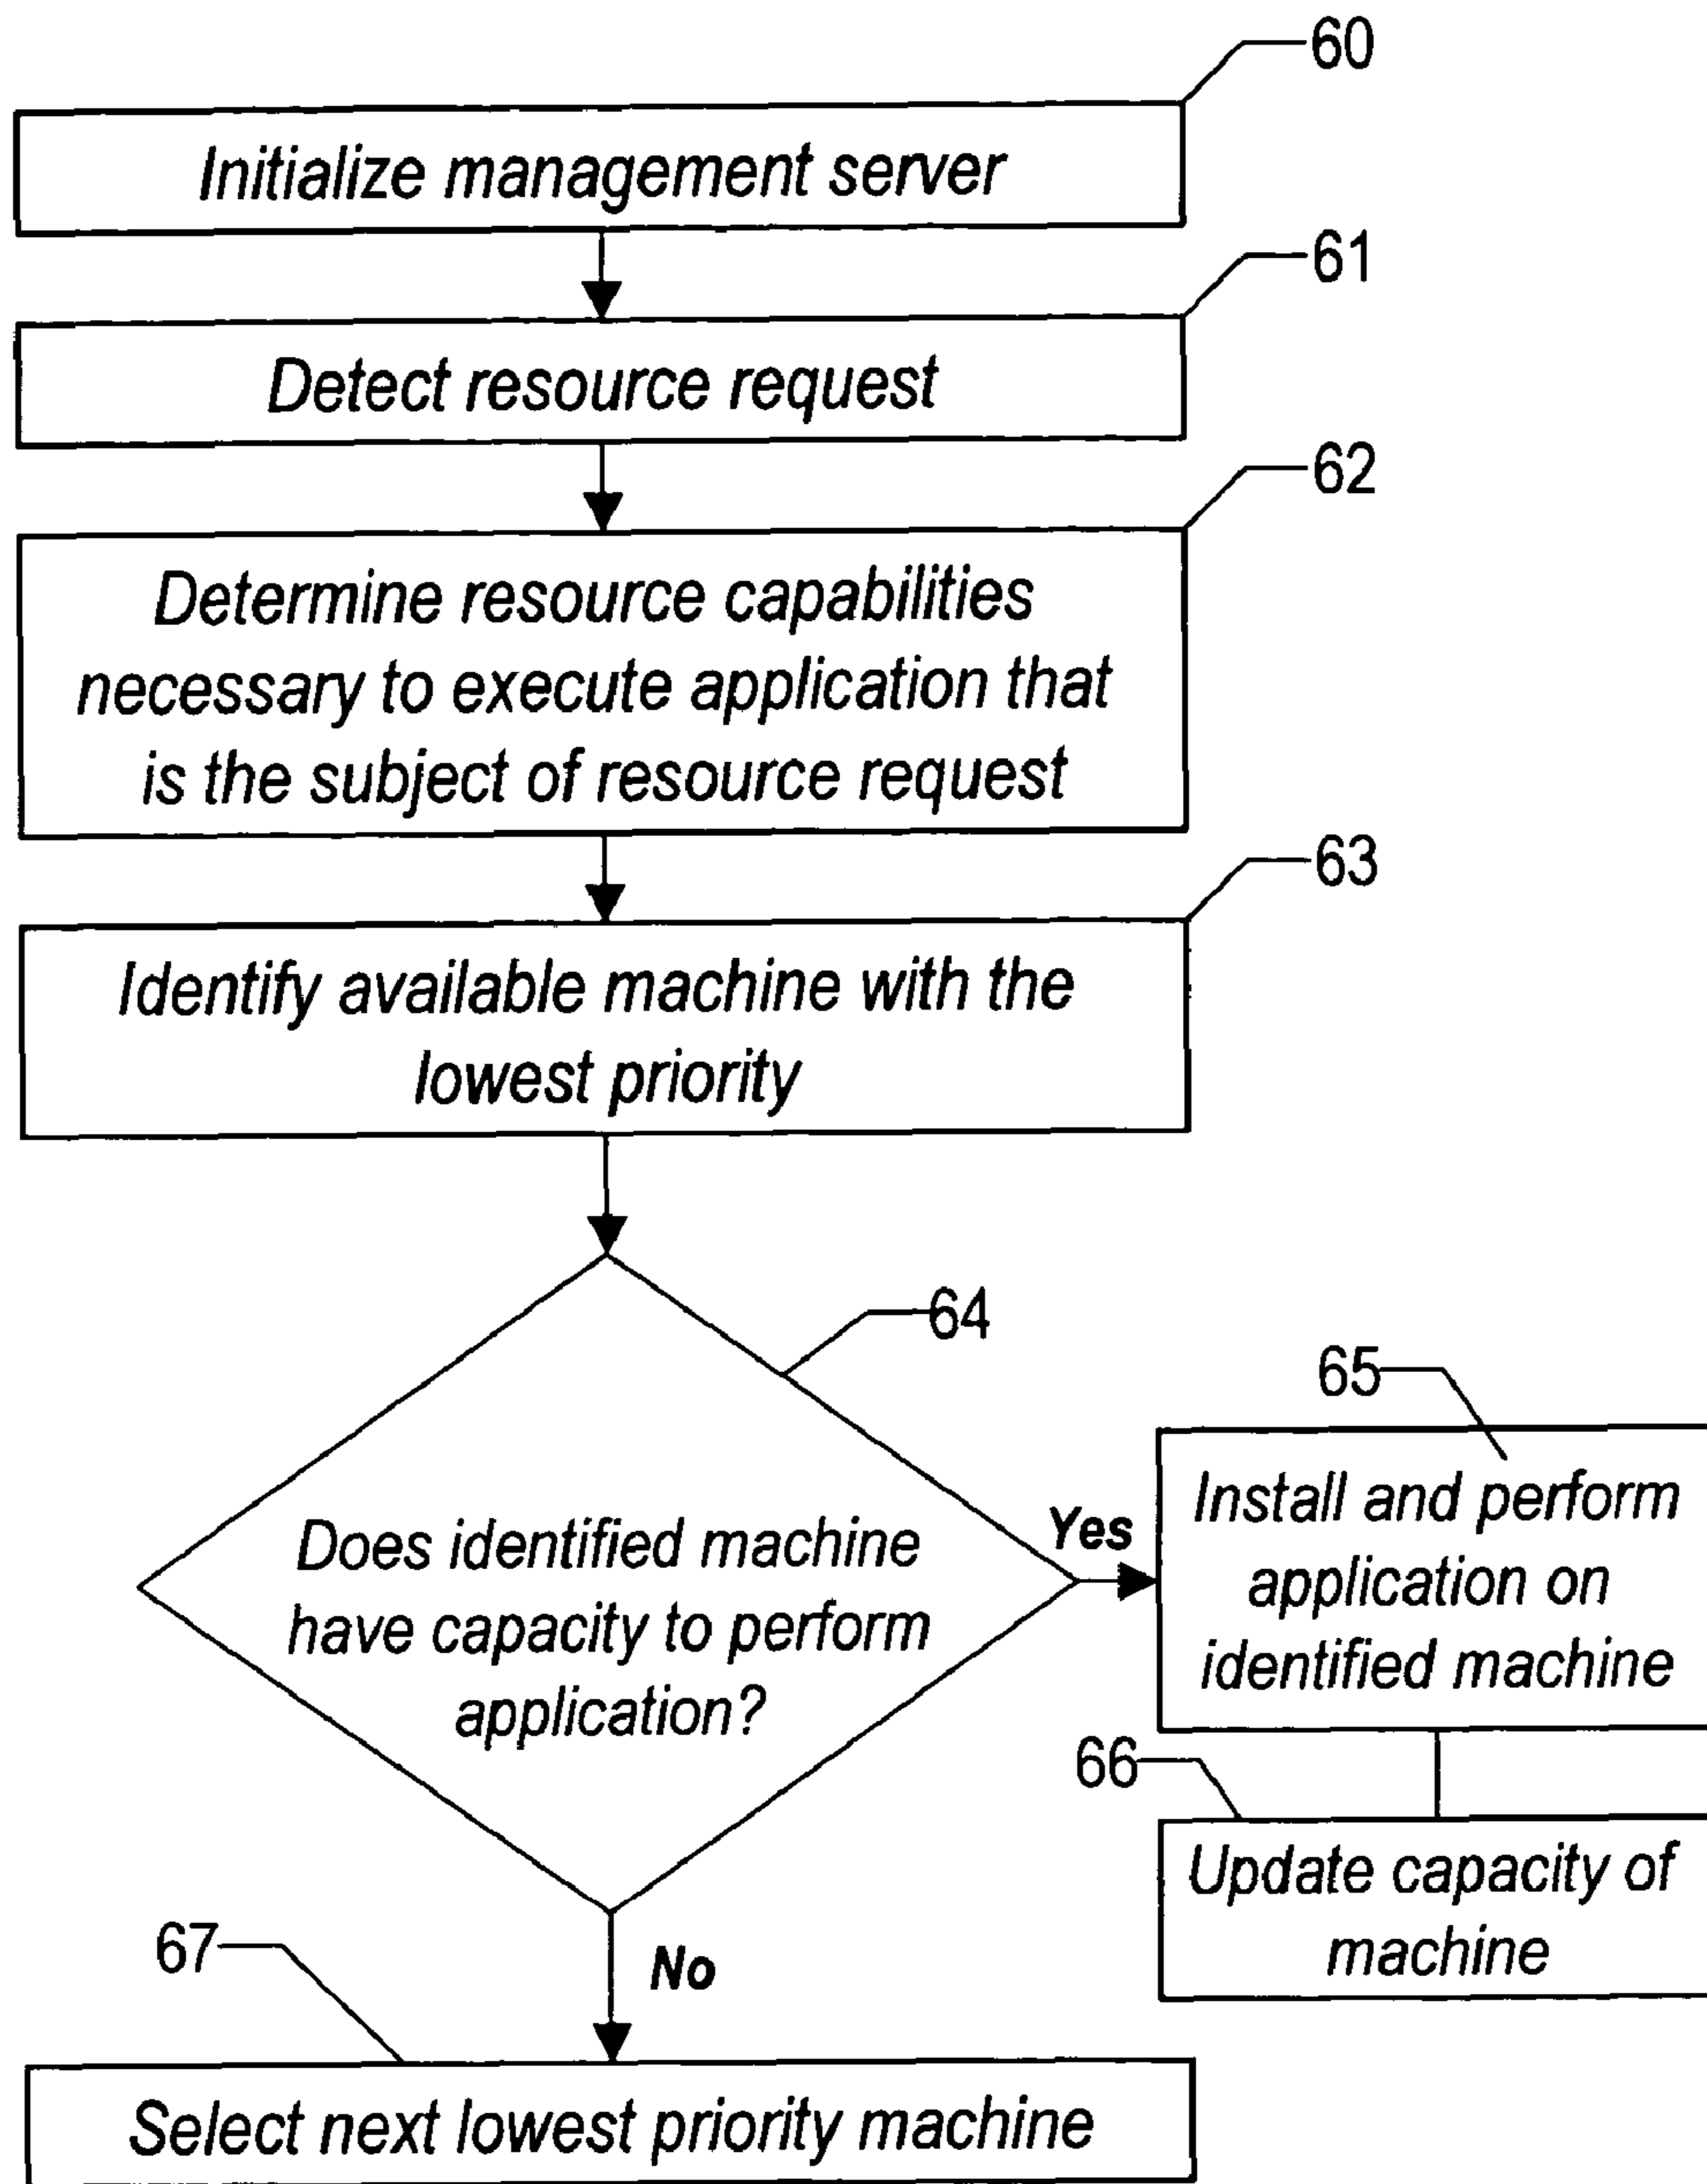 60
Initialize management server
61
Detect resource request
62
Determine resource capabilities
necessary to execute application that
is the subject of resource request
63
Identify available machine with the
lowest priority
64
Does identified machine
have capacity to perform
application?
Yes
65
Install and perform
application on
identified machine
66
Update capacity of
machine
No
67
Select next lowest priority machine